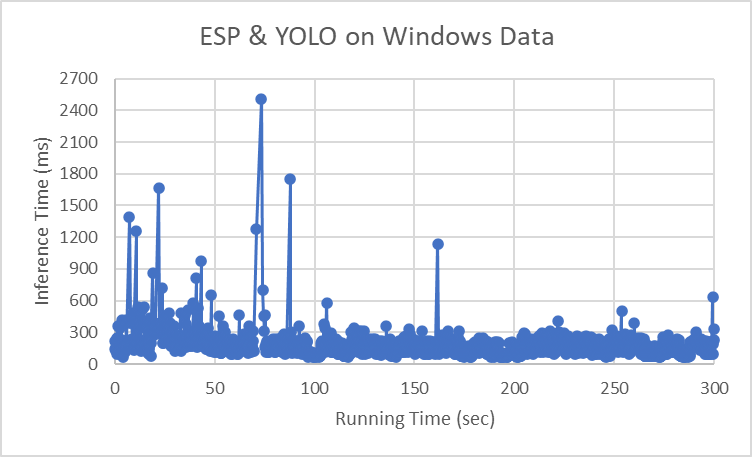 ESP & YOLO on Windows Data
Inference Time (ms)
2700
2400
2100
1800
1500
1200
900
600
300
0
0 50 100 150 200 250 300
Running Time (sec)